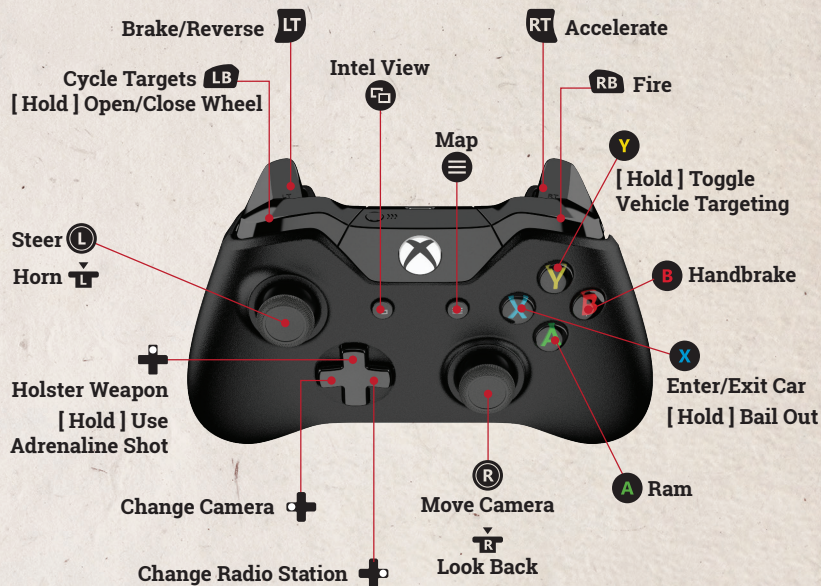 Brake/Reverse LT
RT Accelerate
Cycle Targets LB
[ Hold ] Open/Close Wheel
Intel View
RB Fire
Map
Y
[ Hold ] Toggle
Vehicle Targeting
Steer L
Horn L
B Handbrake
Y
X
B
A
X
Enter/Exit Car
[ Hold ] Bail Out
Holster Weapon
[ Hold ] Use
Adrenaline Shot
A Ram
R
Move Camera
R
Look Back
Change Camera
Change Radio Station